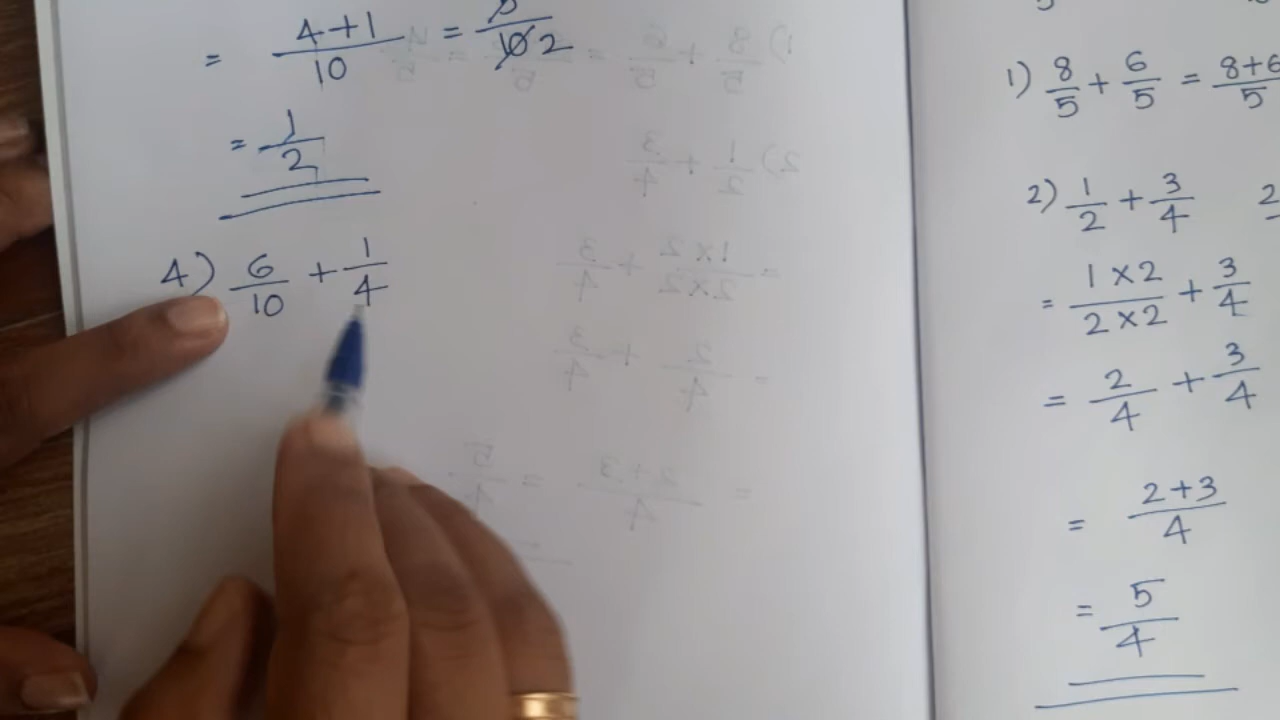 = 4+1/10 = 5/10 2
= 1/2
4) 6/10 + 1/4
1) 8/5 + 6/5 = 8+6/5
2) 1/2 + 3/4 2
= 1×2/2×2 + 3/4
= 2/4 + 3/4
= 2+3/4
= 5/4